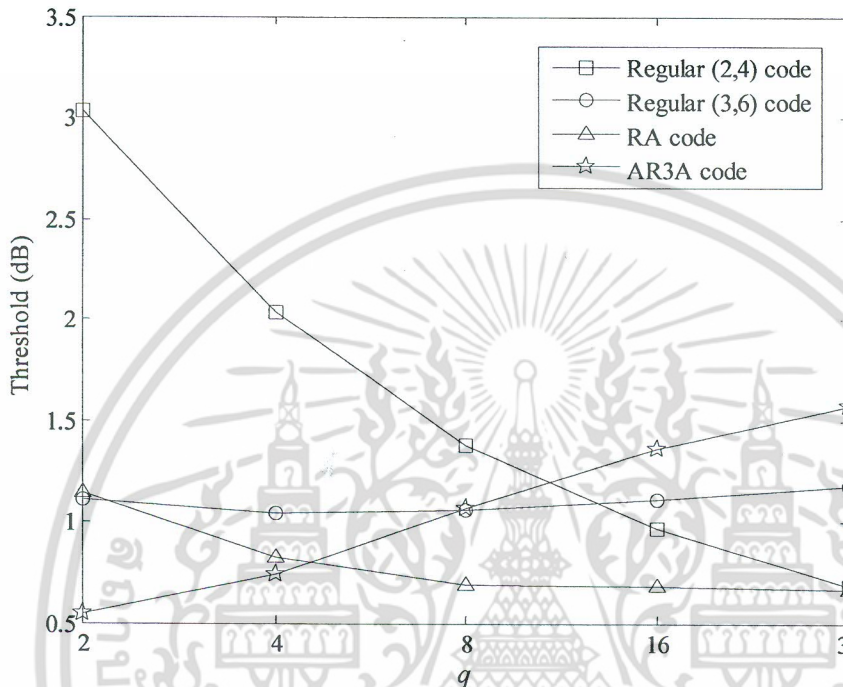 3.5
3
2.5
2
1.5
1
0.5
Threshold (dB)
Regular (2,4) code
Regular (3,6) code
RA code
AR3A code
2 4 8 16 3
q